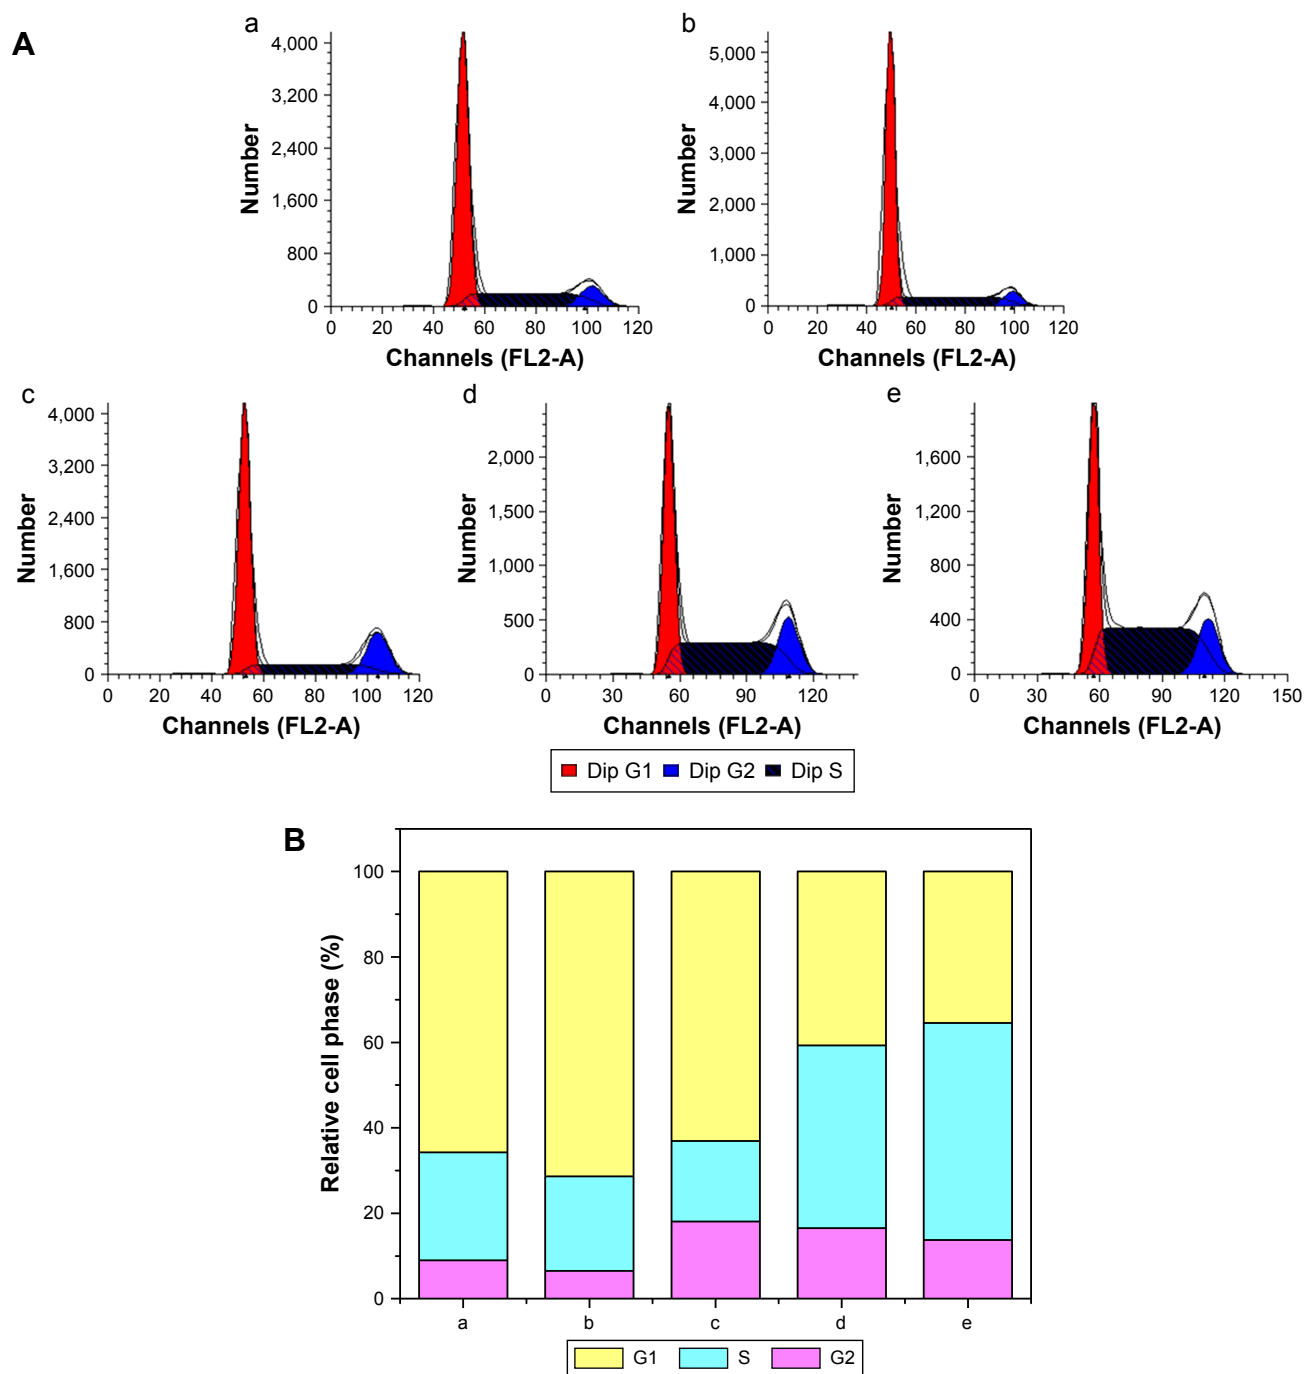 A
a
4,000
3,200
2,400
1,600
800
0
Number
0 20 40 60 80 100 120
Channels (FL2-A)
b
5,000
4,000
3,000
2,000
1,000
0
Number
0 20 40 60 80 100 120
Channels (FL2-A)
c
4,000
3,200
2,400
1,600
800
0
Number
0 20 40 60 80 100 120
Channels (FL2-A)
d
2,000
1,500
1,000
500
0
Number
0 30 60 90 120
Channels (FL2-A)
e
1,600
1,200
800
400
0
Number
0 30 60 90 120 150
Channels (FL2-A)
Dip G1 Dip G2 Dip S
B
100
80
60
40
20
0
Relative cell phase (%)
a b c d e
G1 S G2